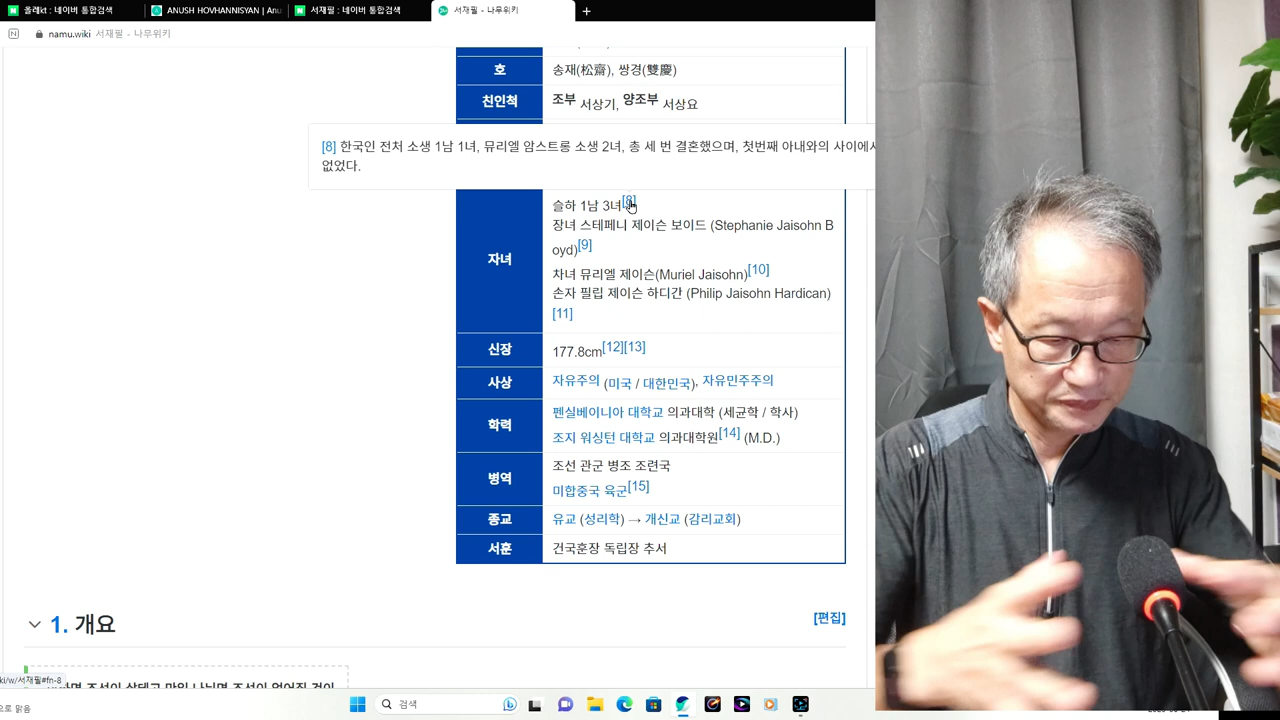 올레kt : 네이버 통합검색
ANUSH HOVHANNISYAN | Anu
서재필 : 네이버 통합검색
서재필 - 나무위키
namu.wiki 서재필 - 나무위키
호 송재(松齋), 쌍경(雙慶)
친인척 조부 서상기, 양조부 서상요
[8] 한국인 전처 소생 1남 1녀, 뮤리엘 암스트롱 소생 2녀, 총 세 번 결혼했으며, 첫번째 아내와의 사이에서
없었다.
자녀
슬하 1남 3녀[8]
장녀 스테페니 제이슨 보이드 (Stephanie Jaisohn B
oyd)[9]
차녀 뮤리엘 제이슨(Muriel Jaisohn)[10]
손자 필립 제이슨 하디간 (Philip Jaisohn Hardican)
[11]
신장 177.8cm[12][13]
사상 자유주의 (미국 / 대한민국), 자유민주주의
학력
펜실베이니아 대학교 의과대학 (세균학 / 학사)
조지 워싱턴 대학교 의과대학원[14] (M.D.)
병역
조선 관군 병조 조련국
미합중국 육군[15]
종교 유교 (성리학) → 개신교 (감리교회)
서훈 건국훈장 독립장 추서
1. 개요 [편집]
ki/w/서재필#fn-8
으로 맑음
검색